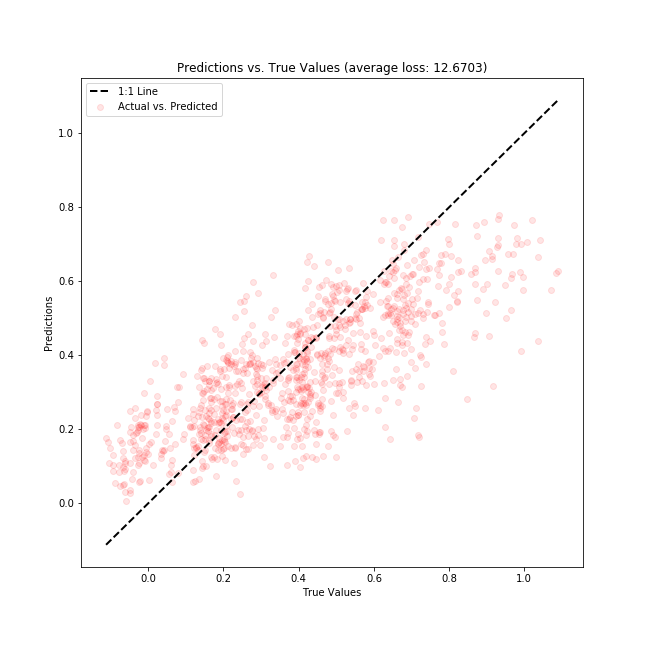 Predictions vs. True Values (average loss: 12.6703)
1:1 Line
Actual vs. Predicted
1.0
0.8
0.6
0.4
0.2
0.0
Predictions
0.0 0.2 0.4 0.6 0.8 1.0
True Values